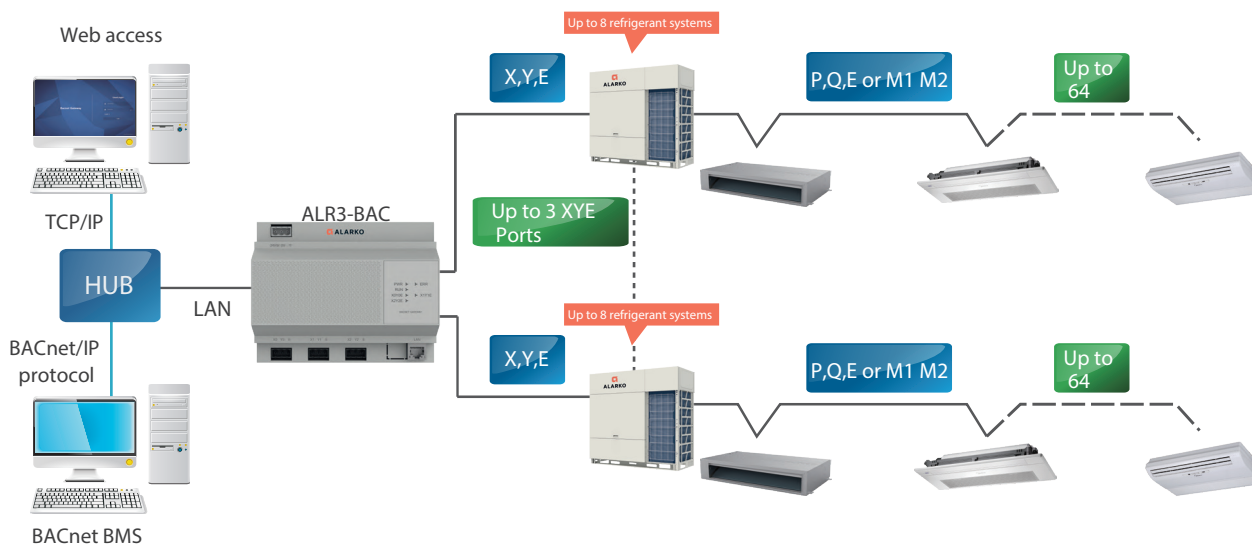 Web access
TCP/IP
HUB
BACnet/IP
protocol
BACnet BMS
LAN
ALR3-BAC
ALARKO
X,Y,E
Up to 8 refrigerant systems
ALARKO
P,Q,E or M1 M2
Up to
64
Up to 3 XYE
Ports
X,Y,E
Up to 8 refrigerant systems
ALARKO
P,Q,E or M1 M2
Up to
64